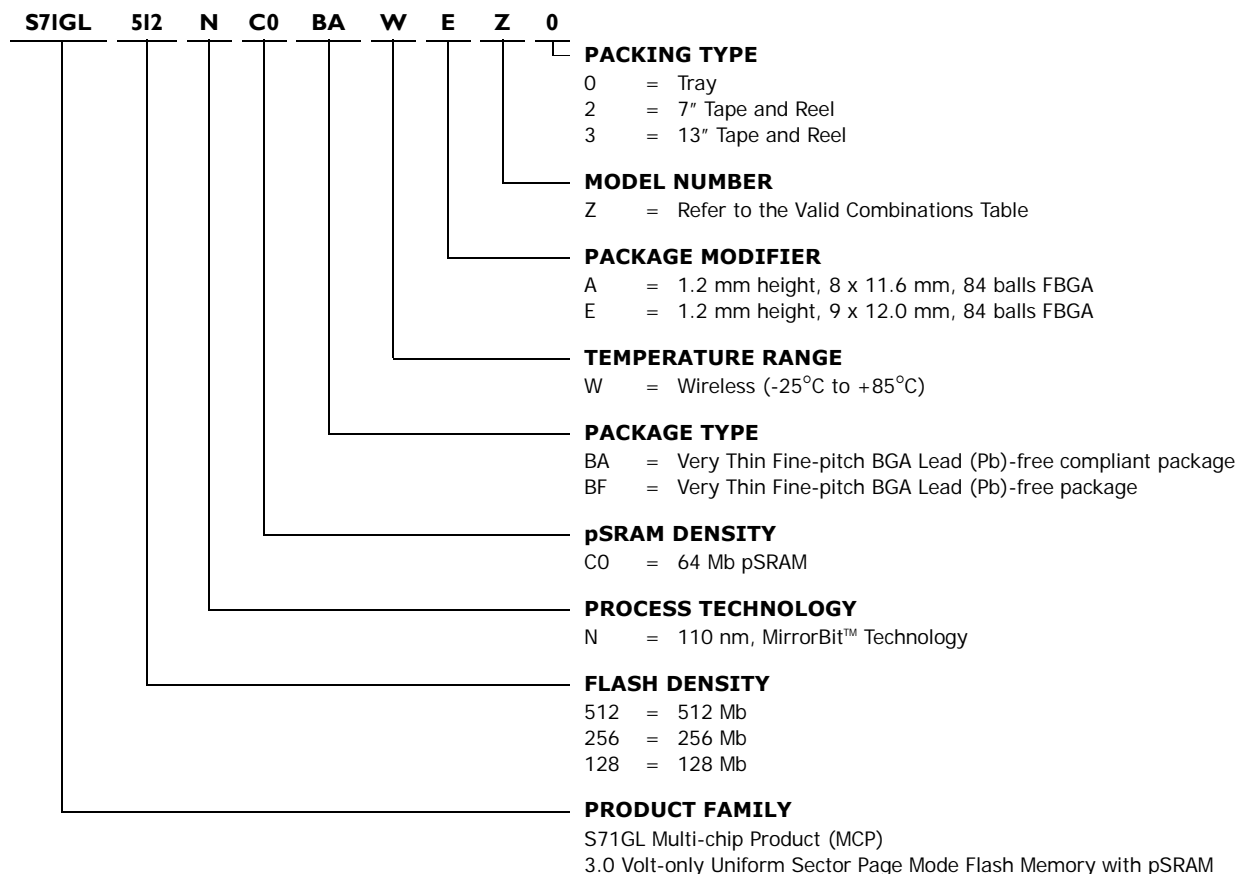 S71GL 512 N C0 BA W E Z 0
PACKING TYPE
0 = Tray
2 = 7″ Tape and Reel
3 = 13″ Tape and Reel
MODEL NUMBER
Z = Refer to the Valid Combinations Table
PACKAGE MODIFIER
A = 1.2 mm height, 8 x 11.6 mm, 84 balls FBGA
E = 1.2 mm height, 9 x 12.0 mm, 84 balls FBGA
TEMPERATURE RANGE
W = Wireless (-25°C to +85°C)
PACKAGE TYPE
BA = Very Thin Fine-pitch BGA Lead (Pb)-free compliant package
BF = Very Thin Fine-pitch BGA Lead (Pb)-free package
pSRAM DENSITY
C0 = 64 Mb pSRAM
PROCESS TECHNOLOGY
N = 110 nm, MirrorBit™ Technology
FLASH DENSITY
512 = 512 Mb
256 = 256 Mb
128 = 128 Mb
PRODUCT FAMILY
S71GL Multi-chip Product (MCP)
3.0 Volt-only Uniform Sector Page Mode Flash Memory with pSRAM